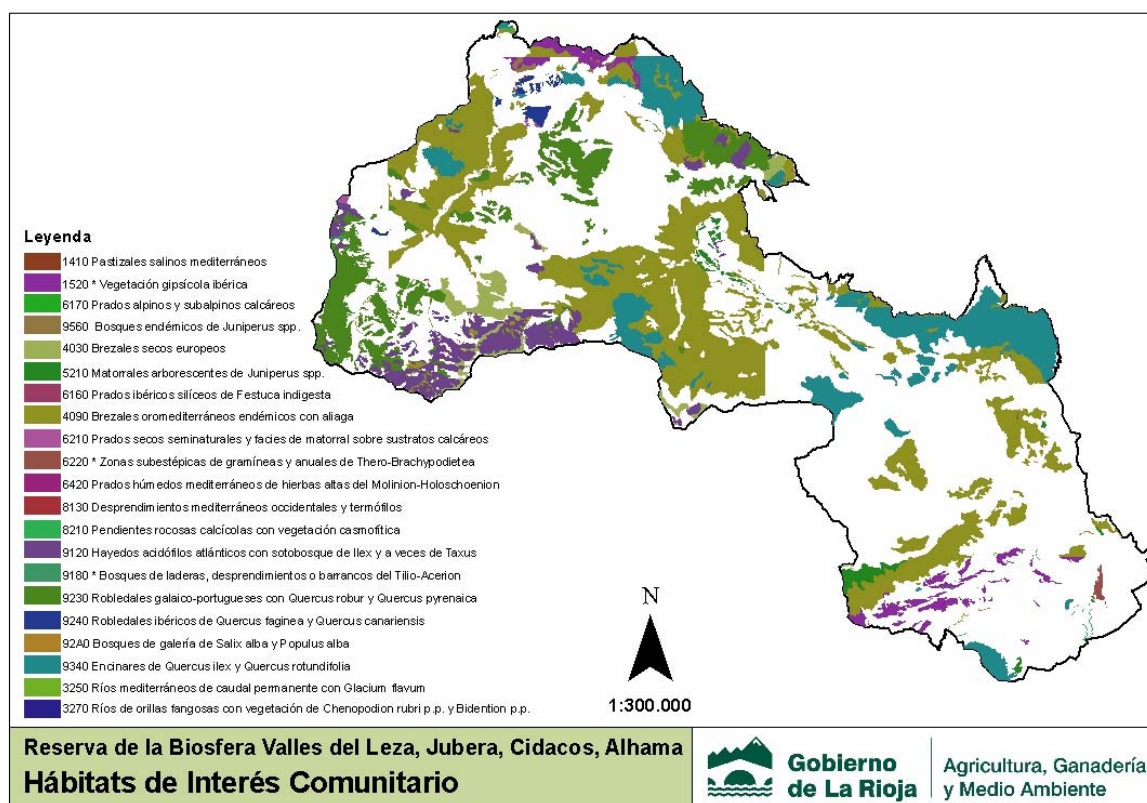 Leyenda
1410 Pastizales salinos mediterráneos
1520 * Vegetación gipsícola ibérica
6170 Prados alpinos y subalpinos calcáreos
9560 Bosques endémicos de Juniperus spp.
4030 Brezales secos europeos
5210 Matorrales arborescentes de Juniperus spp.
6160 Prados ibéricos silíceos de Festuca indigesta
4090 Brezales oromediterráneos endémicos con aliaga
6210 Prados secos seminaturales y facies de matorral sobre sustratos calcáreos
6220 * Zonas subestépicas de gramíneas y anuales de Thero-Brachypodietea
6420 Prados húmedos mediterráneos de hierbas altas del Molinion-Holoschoenion
8130 Desprendimientos mediterráneos occidentales y termófilos
8210 Pendientes rocosas calcícolas con vegetación casmofítica
9120 Hayedos acidófilos atlánticos con sotobosque de Ilex y a veces de Taxus
9180 * Bosques de laderas, desprendimientos o barrancos del Tilio-Acerion
9230 Robledales galaico-portugueses con Quercus robur y Quercus pyrenaica
9240 Robledales ibéricos de Quercus faginea y Quercus canariensis
92A0 Bosques de galería de Salix alba y Populus alba
9340 Encinares de Quercus ilex y Quercus rotundifolia
3250 Ríos mediterráneos de caudal permanente con Glacium flavum
3270 Ríos de orillas fangosas con vegetación de Chenopodion rubri p.p. y Bidention p.p.
N
1:300.000
Reserva de la Biosfera Valles del Leza, Jubera, Cidacos, Alhama
Hábitats de Interés Comunitario
Gobierno
de La Rioja
Agricultura, Ganadería
y Medio Ambiente